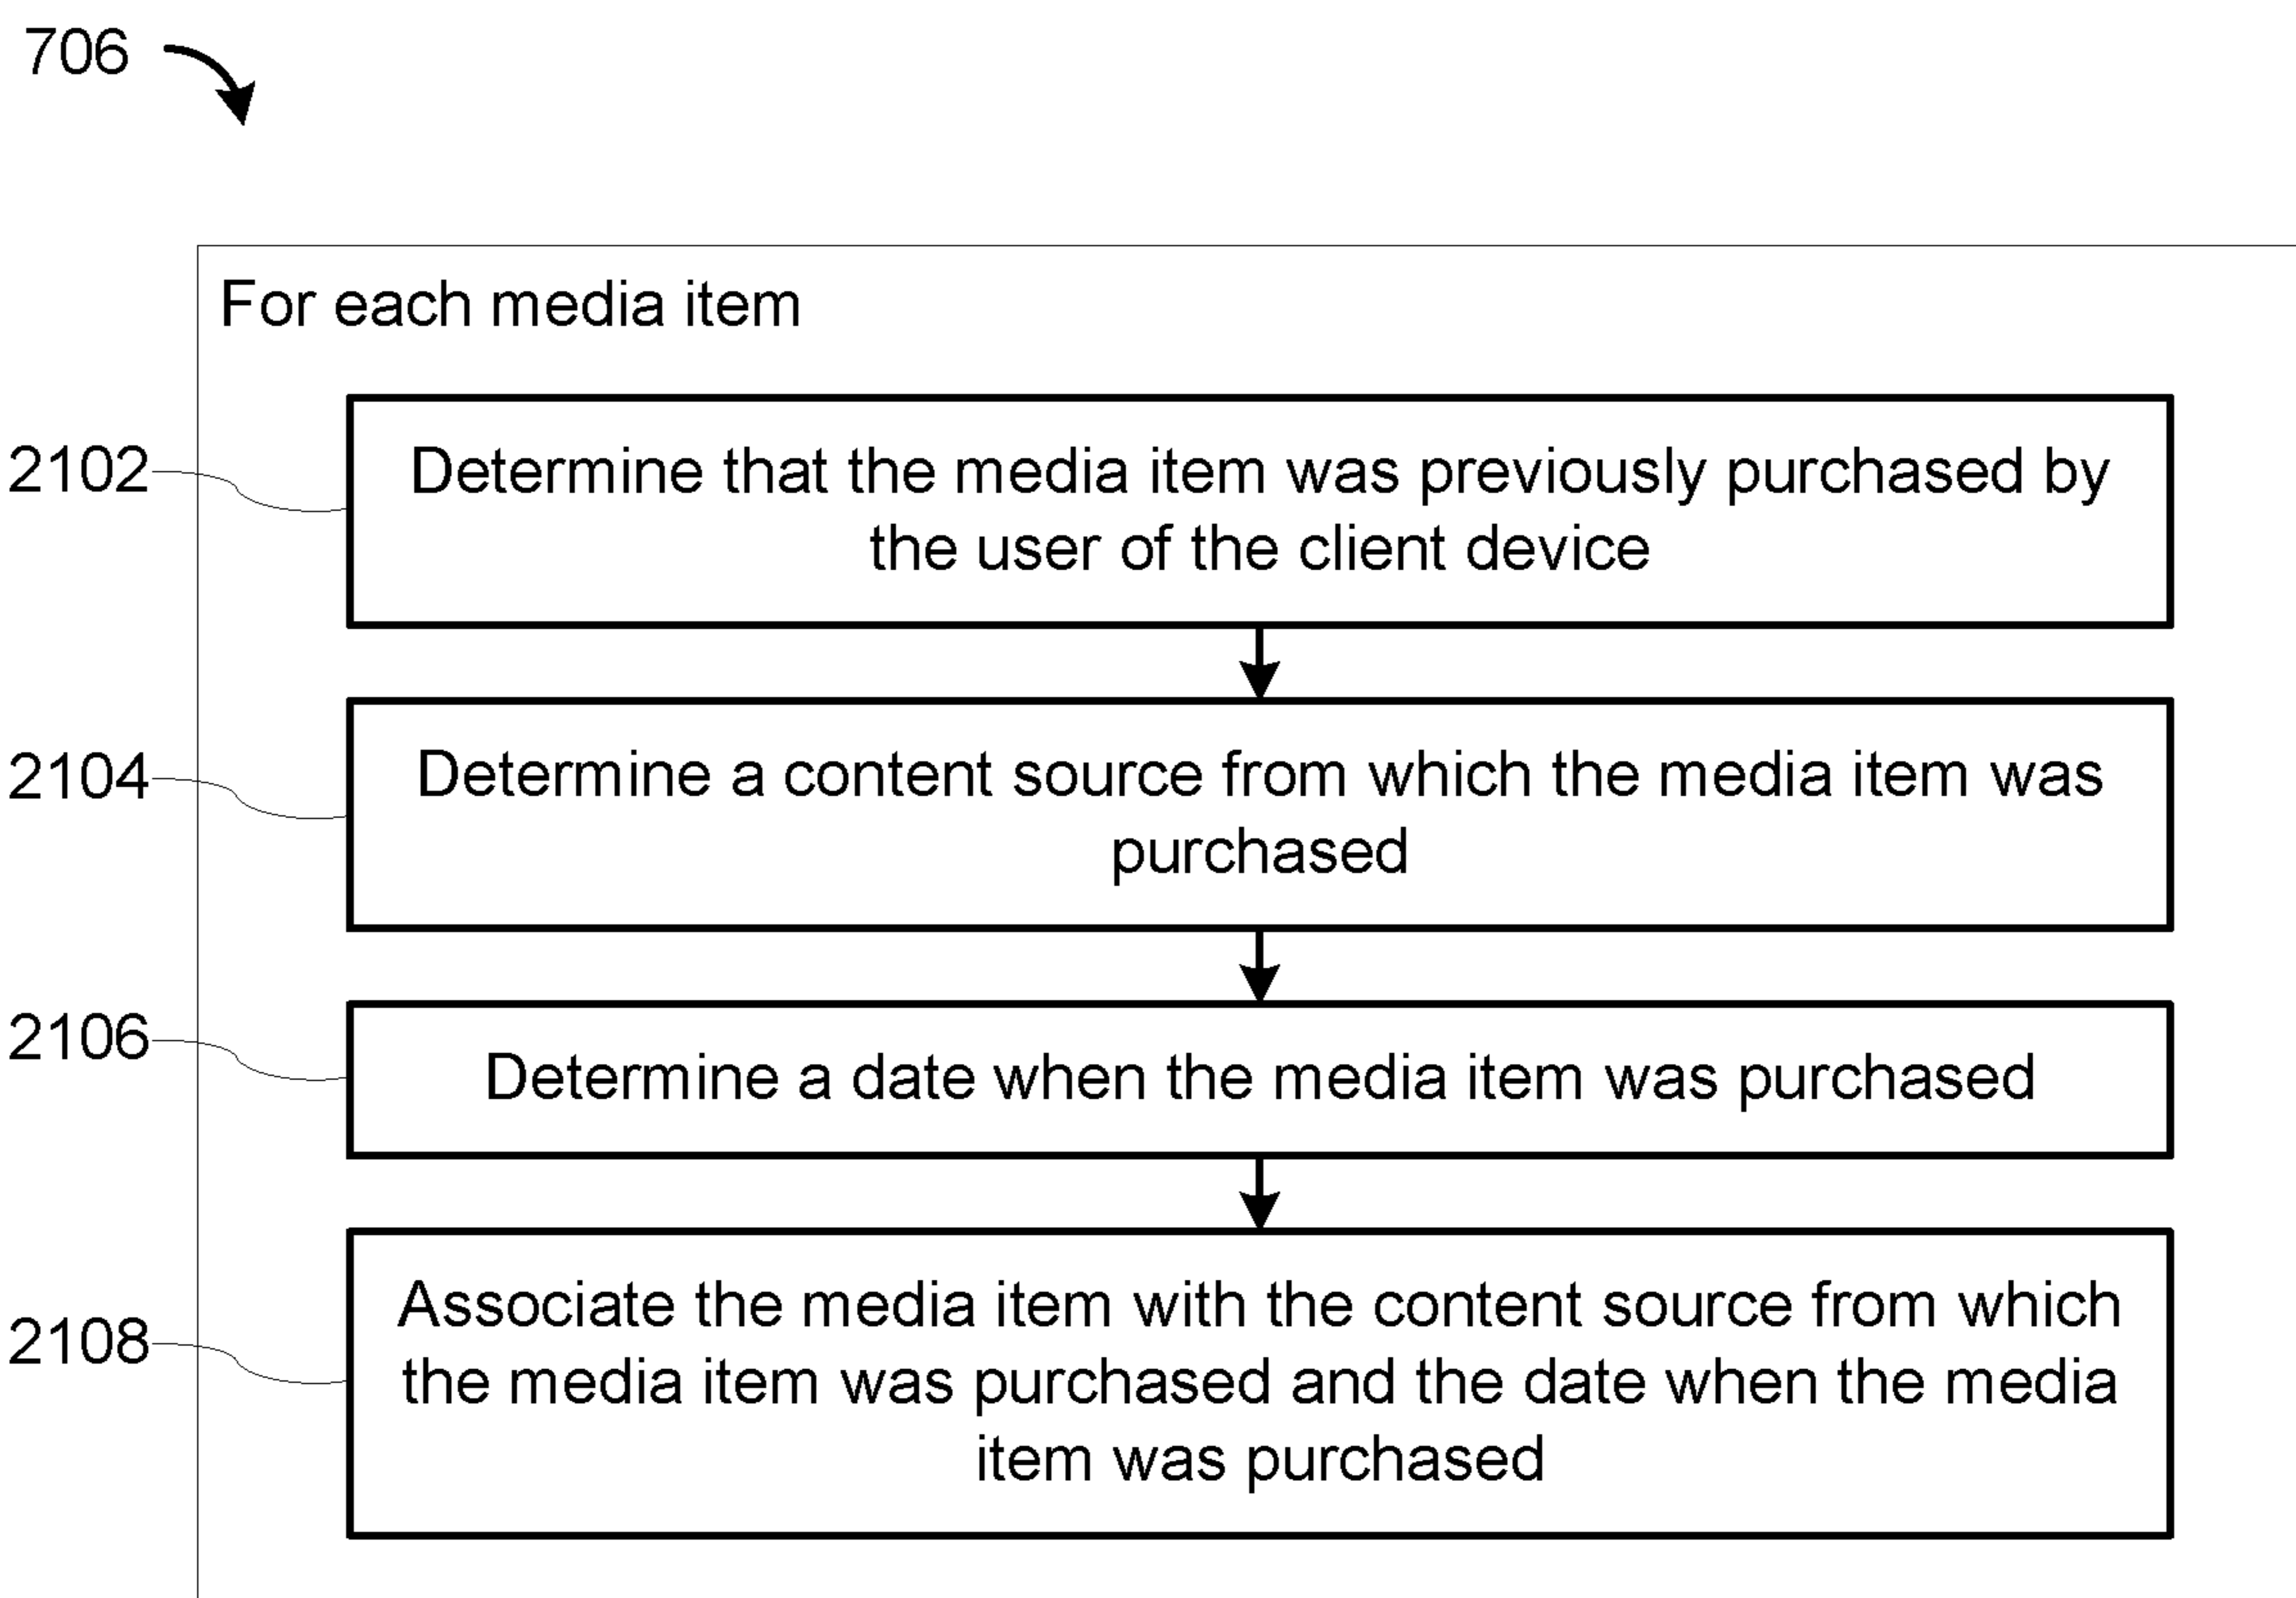 706
For each media item
2102
Determine that the media item was previously purchased by
the user of the client device
2104
Determine a content source from which the media item was
purchased
2106
Determine a date when the media item was purchased
2108
Associate the media item with the content source from which
the media item was purchased and the date when the media
item was purchased